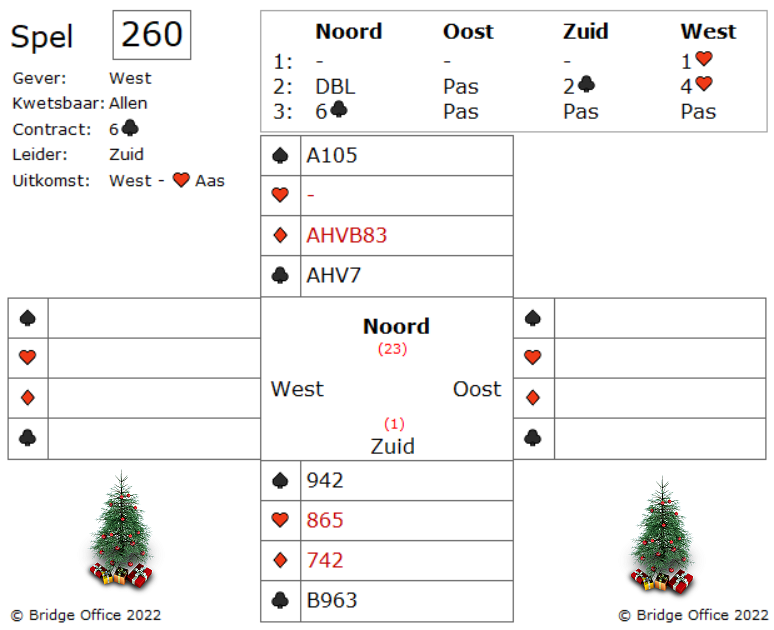 Spel 260
Gever: West
Kwetsbaar: Allen
Contract: 6♣
Leider: Zuid
Uitkomst: West - ♥ Aas
Noord Oost Zuid West
1: - - - 1♥
2: DBL Pas 2♣ 4♥
3: 6♣ Pas Pas Pas
♠ A105
♥ -
♦ AHVB83
♣ AHV7
♠
♥
♦
♣
Noord
(23)
West Oost
(1)
Zuid
♠
♥
♦
♣
♠ 942
♥ 865
♦ 742
♣ B963
© Bridge Office 2022
© Bridge Office 2022